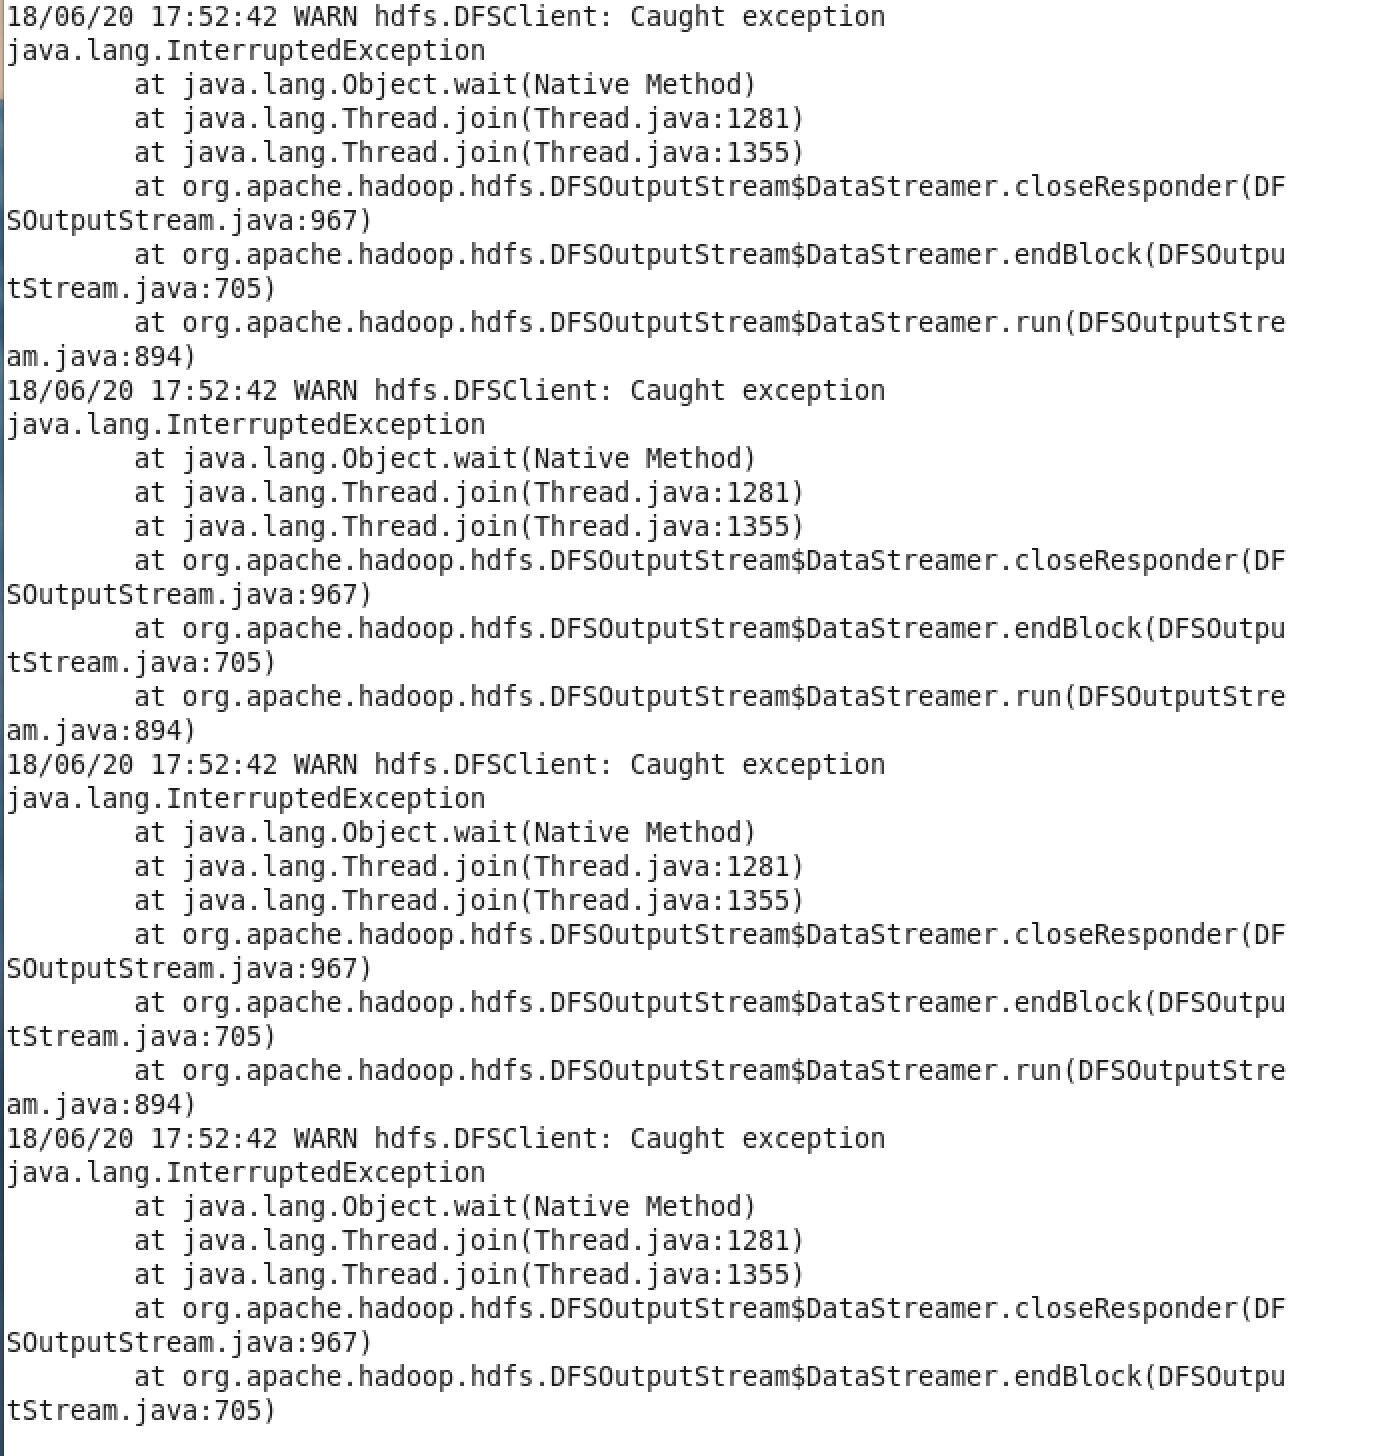 18/06/20 17:52:42 WARN hdfs.DFSClient: Caught exception
java.lang.InterruptedException
        at java.lang.Object.wait(Native Method)
        at java.lang.Thread.join(Thread.java:1281)
        at java.lang.Thread.join(Thread.java:1355)
        at org.apache.hadoop.hdfs.DFSOutputStream$DataStreamer.closeResponder(DF
SOutputStream.java:967)
        at org.apache.hadoop.hdfs.DFSOutputStream$DataStreamer.endBlock(DFSOutpu
tStream.java:705)
        at org.apache.hadoop.hdfs.DFSOutputStream$DataStreamer.run(DFSOutputStre
am.java:894)
18/06/20 17:52:42 WARN hdfs.DFSClient: Caught exception
java.lang.InterruptedException
        at java.lang.Object.wait(Native Method)
        at java.lang.Thread.join(Thread.java:1281)
        at java.lang.Thread.join(Thread.java:1355)
        at org.apache.hadoop.hdfs.DFSOutputStream$DataStreamer.closeResponder(DF
SOutputStream.java:967)
        at org.apache.hadoop.hdfs.DFSOutputStream$DataStreamer.endBlock(DFSOutpu
tStream.java:705)
        at org.apache.hadoop.hdfs.DFSOutputStream$DataStreamer.run(DFSOutputStre
am.java:894)
18/06/20 17:52:42 WARN hdfs.DFSClient: Caught exception
java.lang.InterruptedException
        at java.lang.Object.wait(Native Method)
        at java.lang.Thread.join(Thread.java:1281)
        at java.lang.Thread.join(Thread.java:1355)
        at org.apache.hadoop.hdfs.DFSOutputStream$DataStreamer.closeResponder(DF
SOutputStream.java:967)
        at org.apache.hadoop.hdfs.DFSOutputStream$DataStreamer.endBlock(DFSOutpu
tStream.java:705)
        at org.apache.hadoop.hdfs.DFSOutputStream$DataStreamer.run(DFSOutputStre
am.java:894)
18/06/20 17:52:42 WARN hdfs.DFSClient: Caught exception
java.lang.InterruptedException
        at java.lang.Object.wait(Native Method)
        at java.lang.Thread.join(Thread.java:1281)
        at java.lang.Thread.join(Thread.java:1355)
        at org.apache.hadoop.hdfs.DFSOutputStream$DataStreamer.closeResponder(DF
SOutputStream.java:967)
        at org.apache.hadoop.hdfs.DFSOutputStream$DataStreamer.endBlock(DFSOutpu
tStream.java:705)